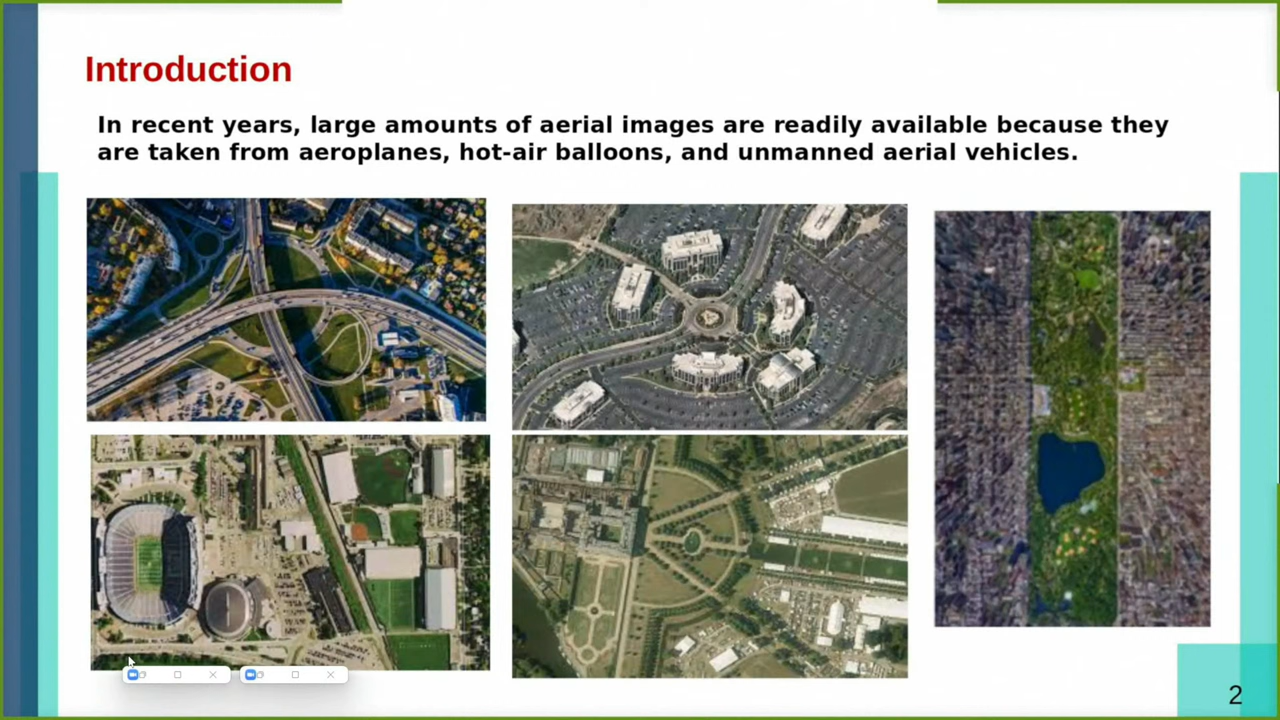 Introduction
In recent years, large amounts of aerial images are readily available because they
are taken from aeroplanes, hot-air balloons, and unmanned aerial vehicles.
2